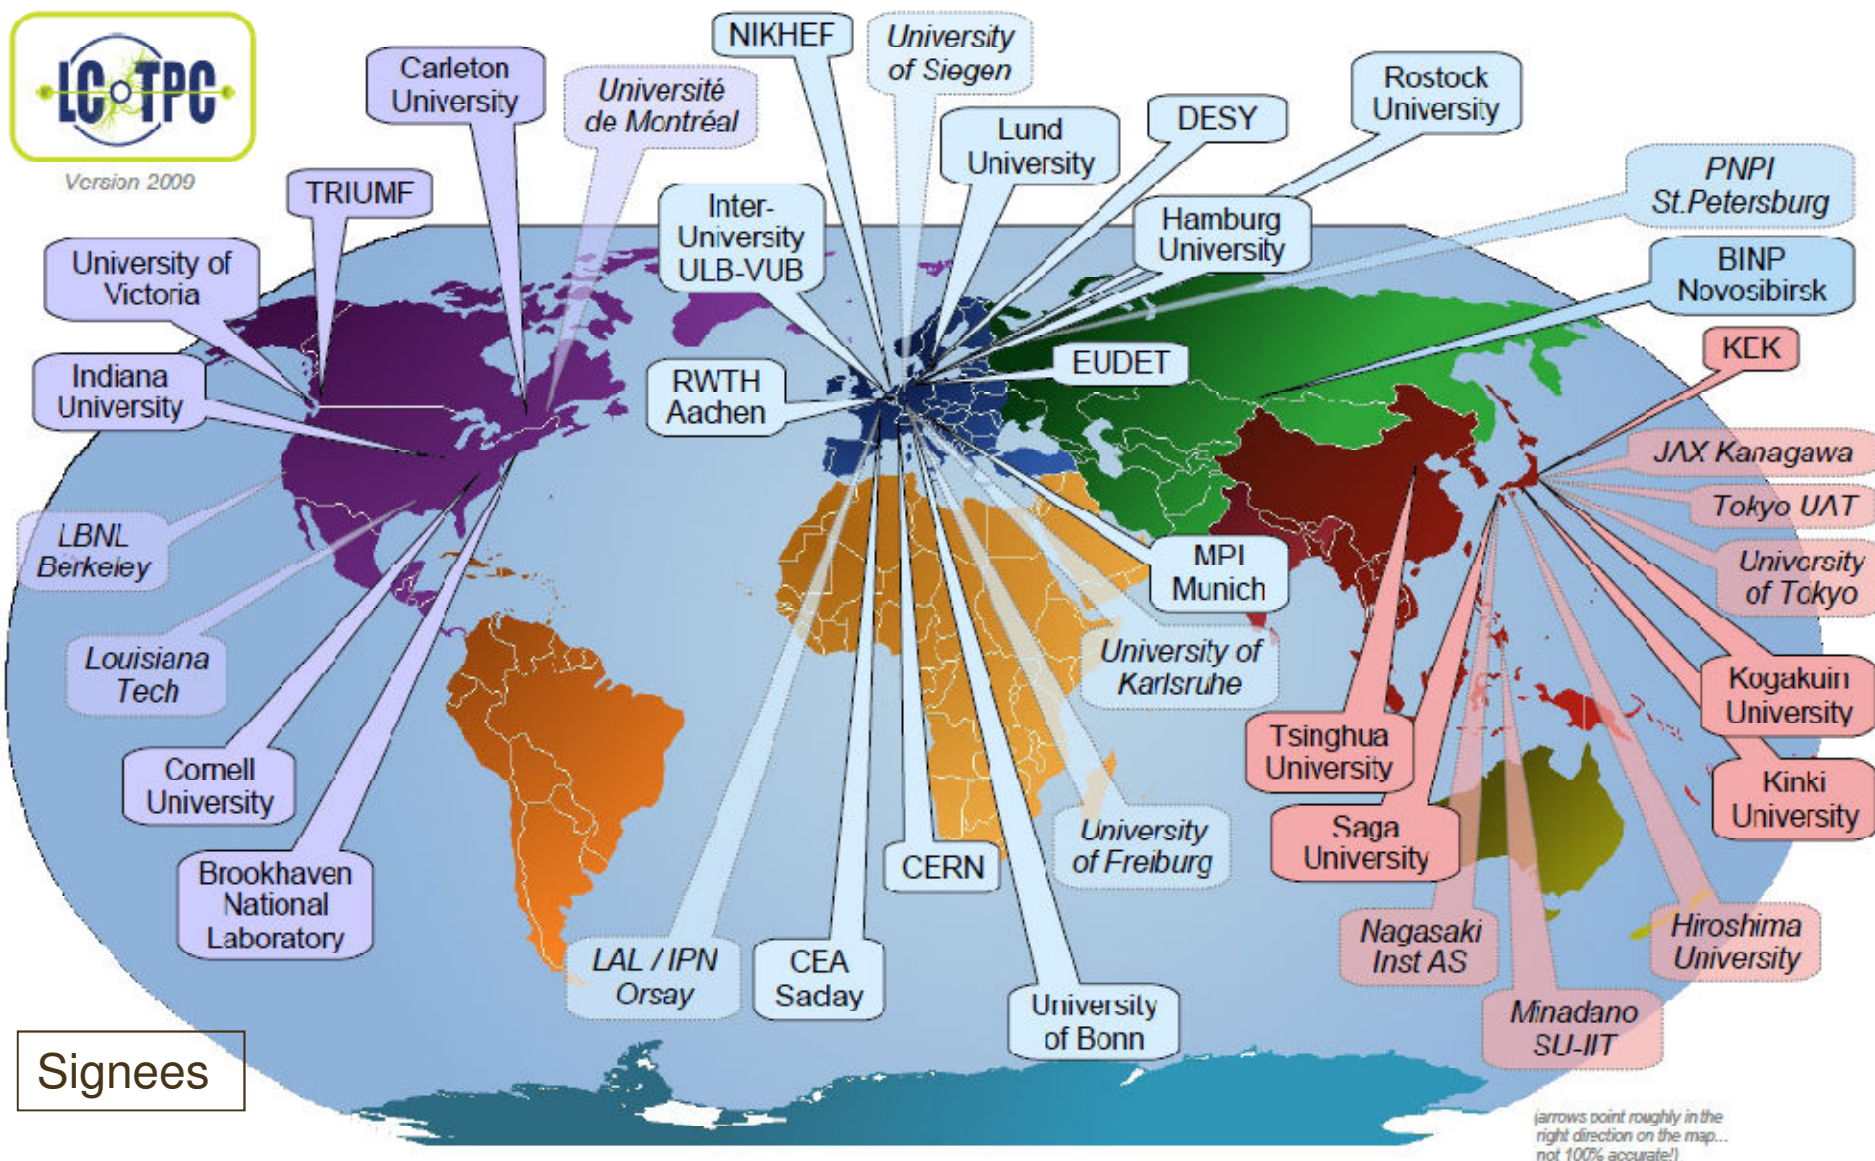 LC TPC
Version 2009
NIKHEF
University
of Siegen
Carleton
University
Université
de Montréal
Rostock
University
DESY
Lund
University
PNPI
St.Petersburg
TRIUMF
Inter-
University
ULB-VUB
Hamburg
University
University of
Victoria
BINP
Novosibirsk
KEK
EUDET
Indiana
University
RWTH
Aachen
JAX Kanagawa
Tokyo UAT
LBNL
Berkeley
MPI
Munich
University
of Tokyo
Louisiana
Tech
University of
Karlsruhe
Kogakuin
University
Tsinghua
University
Cornell
University
Kinki
University
Saga
University
University
of Freiburg
CERN
Brookhaven
National
Laboratory
Nagasaki
Inst AS
Hiroshima
University
LAL / IPN
Orsay
CEA
Saclay
University
of Bonn
Minadano
SU-IIT
Signees
(arrows point roughly in the
right direction on the map...
not 100% accurate!)